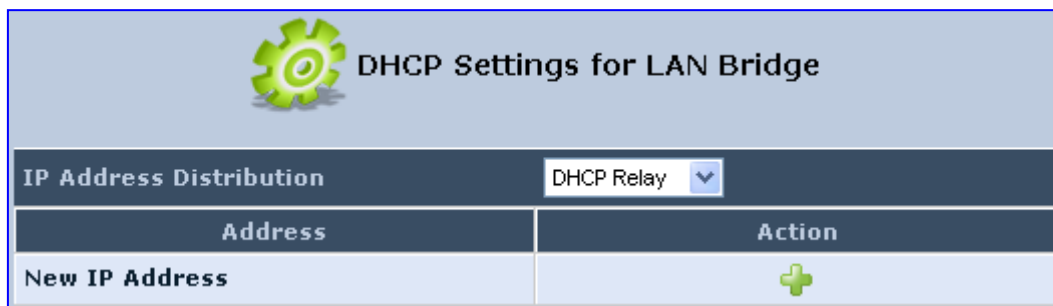 DHCP Settings for LAN Bridge
IP Address Distribution DHCP Relay
Address Action
New IP Address